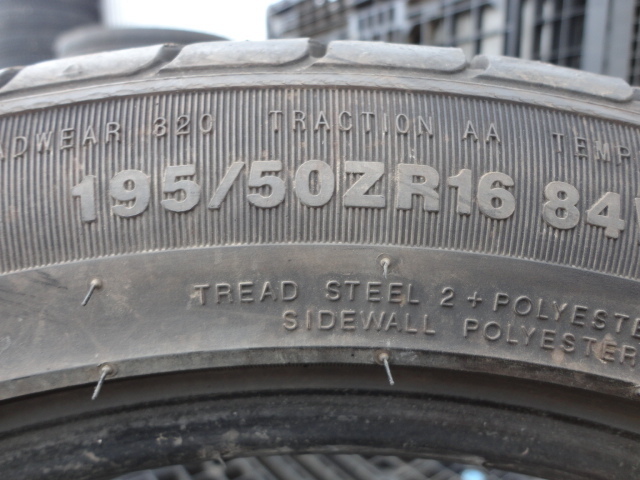 ADWEAR 320 TRACTION AA TEMP
195/50ZR16 84
TREAD STEEL 2 + POLYESTE
SIDEWALL POLYESTER